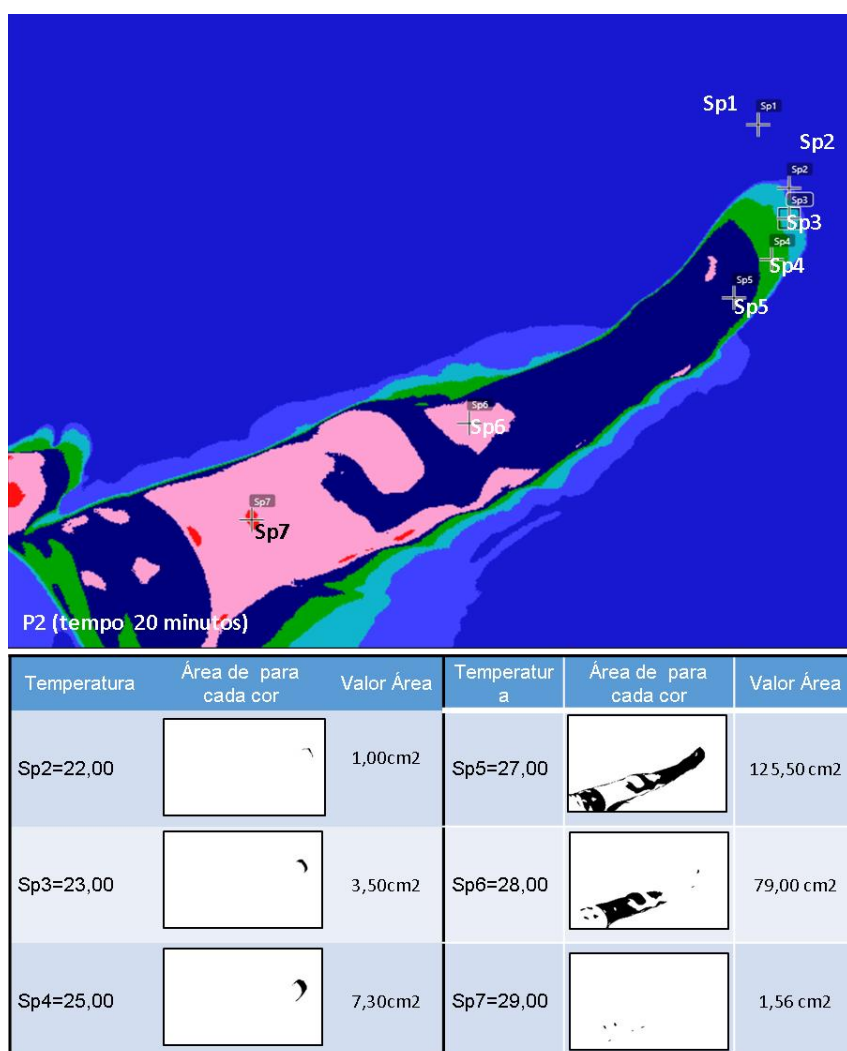 Sp1 Sp1
Sp2
Sp2
Sp3
Sp3
Sp4
Sp4
Sp5
Sp5
Sp6
Sp6
Sp7
Sp7
P2 (tempo 20 minutos)
Temperatura Área de para cada cor Valor Área Temperatur a Área de para cada cor Valor Área
Sp2=22,00 1,00cm2 Sp5=27,00 125,50 cm2
Sp3=23,00 3,50cm2 Sp6=28,00 79,00 cm2
Sp4=25,00 7,30cm2 Sp7=29,00 1,56 cm2